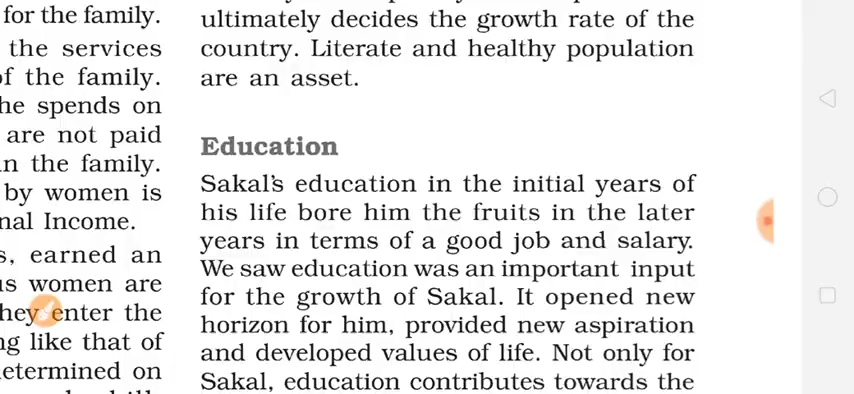 for the family.
the services
of the family.
he spends on
are not paid
in the family.
by women is
nal Income.
s, earned an
us women are
hey enter the
ng like that of
etermined on
ultimately decides the growth rate of the
country. Literate and healthy population
are an asset.
Education
Sakal's education in the initial years of
his life bore him the fruits in the later
years in terms of a good job and salary.
We saw education was an important input
for the growth of Sakal. It opened new
horizon for him, provided new aspiration
and developed values of life. Not only for
Sakal, education contributes towards the